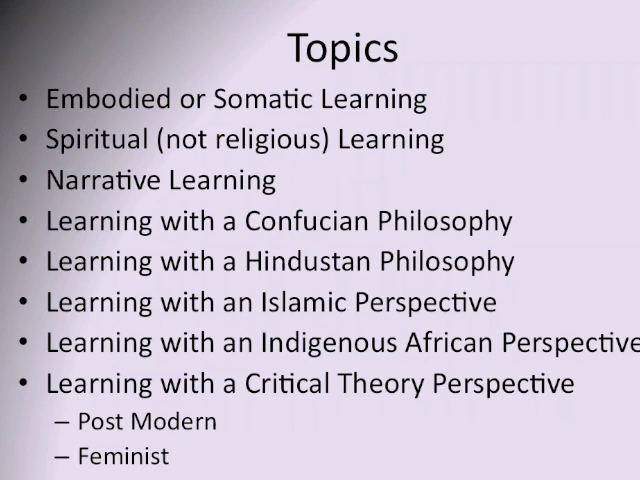 Topics
• Embodied or Somatic Learning
• Spiritual (not religious) Learning
• Narrative Learning
• Learning with a Confucian Philosophy
• Learning with a Hindustan Philosophy
• Learning with an Islamic Perspective
• Learning with an Indigenous African Perspective
• Learning with a Critical Theory Perspective
– Post Modern
– Feminist